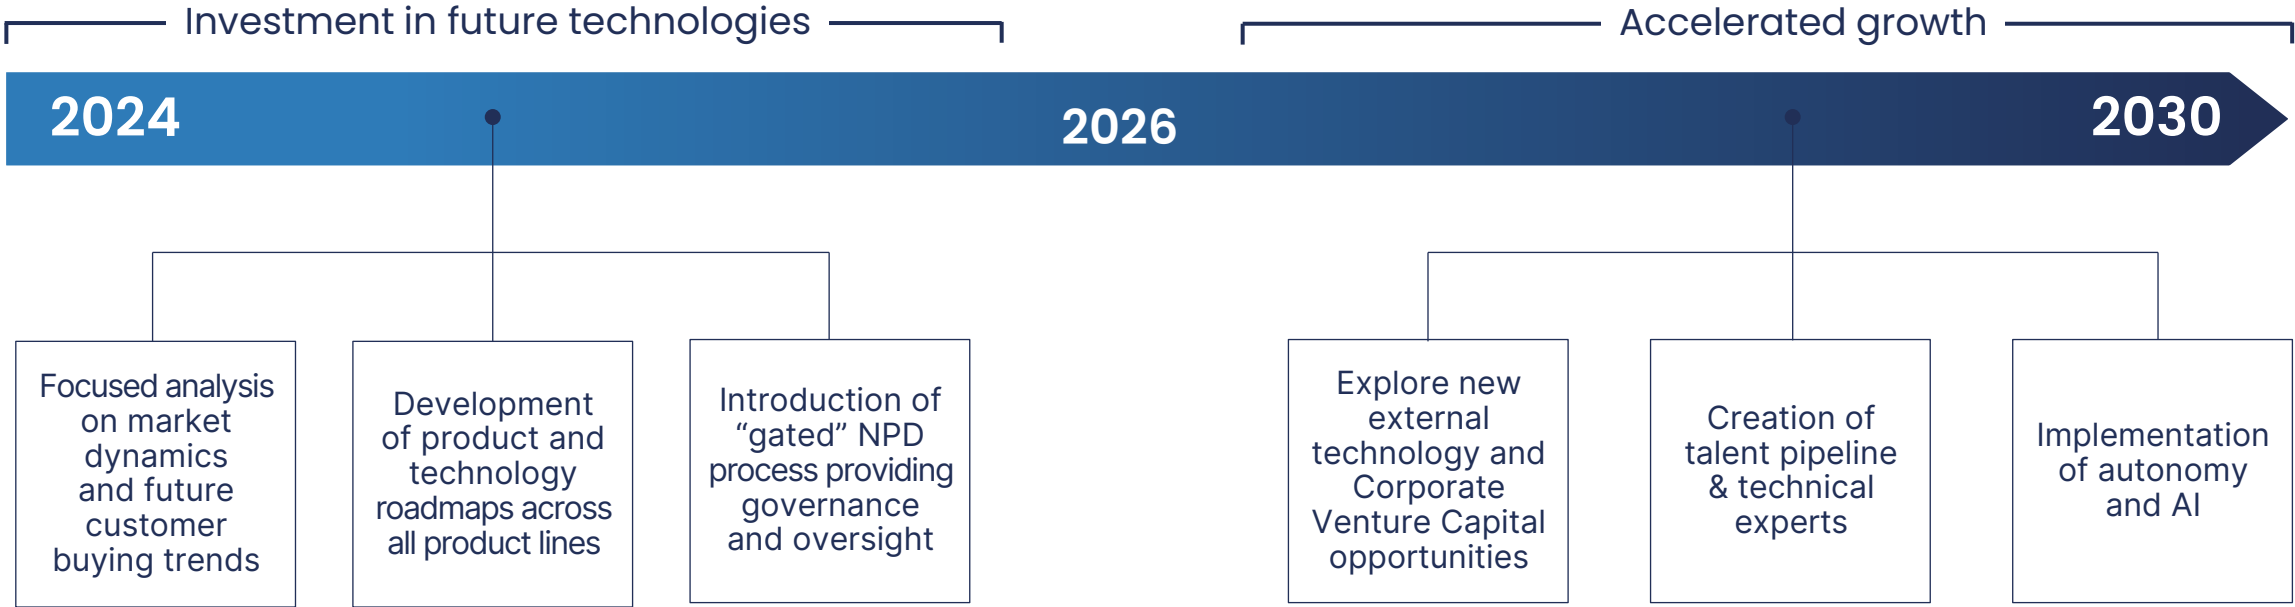 Investment in future technologies
Accelerated growth
2024
2026
2030
Focused analysis
on market
dynamics
and future
customer
buying trends
Development
of product and
technology
roadmaps across
all product lines
Introduction of
“gated” NPD
process providing
governance
and oversight
Explore new
external
technology and
Corporate
Venture Capital
opportunities
Creation of
talent pipeline
& technical
experts
Implementation
of autonomy
and AI